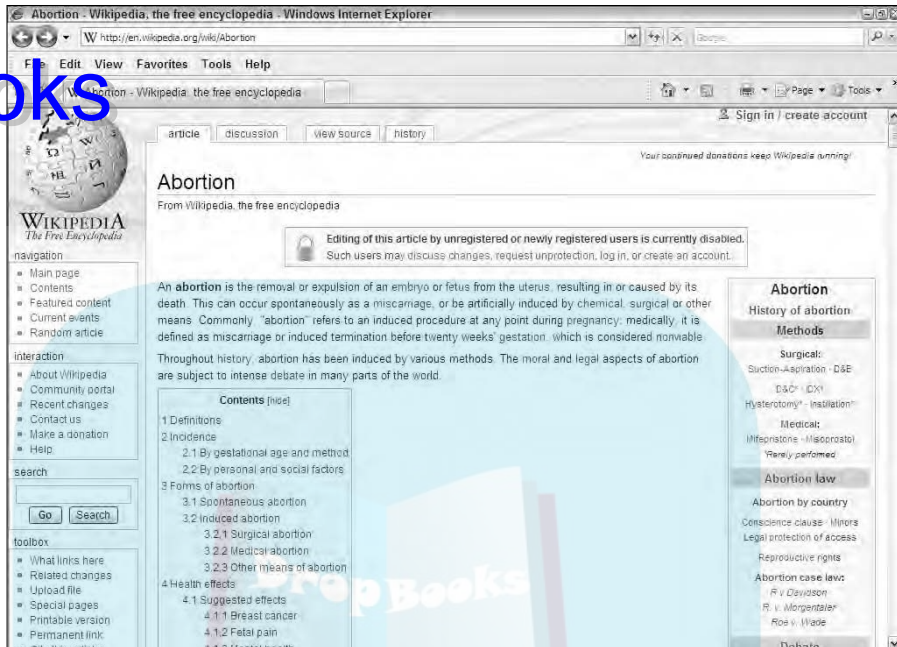 Abortion - Wikipedia, the free encyclopedia - Windows Internet Explorer
W http://en.wikipedia.org/wiki/Abortion
File Edit View Favorites Tools Help
oks
W Abortion - Wikipedia, the free encyclopedia
Page Tools
Sign in / create account
article discussion view source history
Your continued donations keep Wikipedia running!
Abortion
From Wikipedia, the free encyclopedia
Editing of this article by unregistered or newly registered users is currently disabled.
Such users may discuss changes, request unprotection, log in, or create an account.
WIKIPEDIA
The Free Encyclopedia
navigation
Main page
Contents
Featured content
Current events
Random article
interaction
About Wikipedia
Community portal
Recent changes
Contact us
Make a donation
Help
search
Go Search
toolbox
What links here
Related changes
Upload file
Special pages
Printable version
Permanent link
An abortion is the removal or expulsion of an embryo or fetus from the uterus, resulting in or caused by its
death. This can occur spontaneously as a miscarriage, or be artificially induced by chemical, surgical or other
means. Commonly, "abortion" refers to an induced procedure at any point during pregnancy; medically, it is
defined as miscarriage or induced termination before twenty weeks' gestation, which is considered nonviable.
Throughout history, abortion has been induced by various methods. The moral and legal aspects of abortion
are subject to intense debate in many parts of the world.
Contents [hide]
1 Definitions
2 Incidence
2.1 By gestational age and method
2.2 By personal and social factors
3 Forms of abortion
3.1 Spontaneous abortion
3.2 Induced abortion
3.2.1 Surgical abortion
3.2.2 Medical abortion
3.2.3 Other means of abortion
4 Health effects
4.1 Suggested effects
4.1.1 Breast cancer
4.1.2 Fetal pain
4.1.3 Mental health
Abortion
History of abortion
Methods
Surgical:
Suction-Aspiration · D&E
D&C* · IDX*
Hysterotomy* · Instillation*
Medical:
Mifepristone · Misoprostol
*Rarely performed
Abortion law
Abortion by country
Conscience clause · Minors
Legal protection of access
Reproductive rights
Abortion case law:
R v Davidson
R. v. Morgentaler
Roe v. Wade
Debate
DropBooks